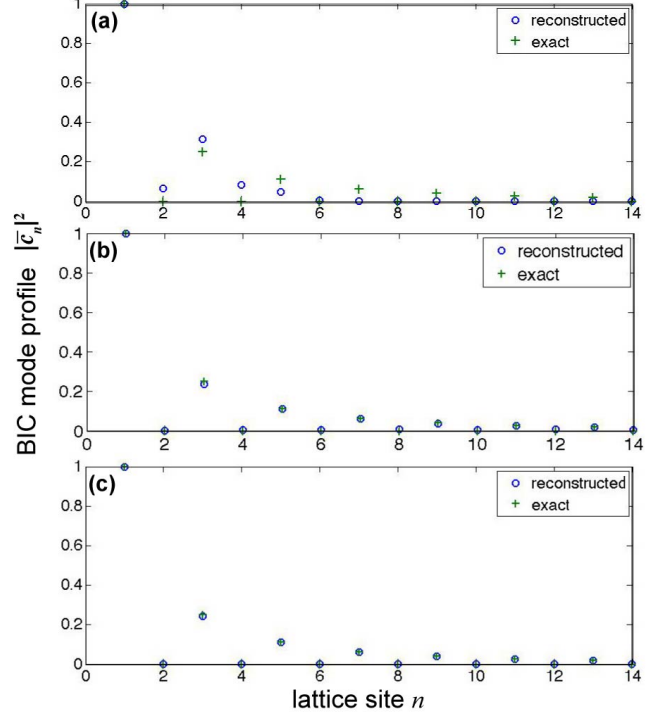 (a)
reconstructed
exact
1
0.8
0.6
0.4
0.2
0
0 2 4 6 8 10 12 14
(b)
reconstructed
exact
1
0.8
0.6
0.4
0.2
0
0 2 4 6 8 10 12 14
(c)
reconstructed
exact
1
0.8
0.6
0.4
0.2
0
0 2 4 6 8 10 12 14
BIC mode profile |c̅ₙ|²
lattice site n